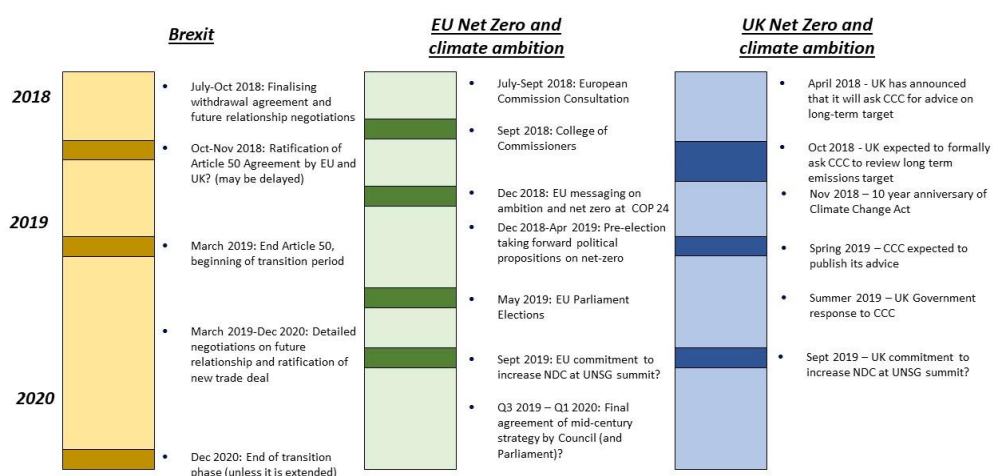 Brexit
EU Net Zero and
climate ambition
UK Net Zero and
climate ambition
2018
2019
2020
• July-Oct 2018: Finalising
withdrawal agreement and
future relationship negotiations
• Oct-Nov 2018: Ratification of
Article 50 Agreement by EU and
UK? (may be delayed)
• March 2019: End Article 50,
beginning of transition period
• March 2019-Dec 2020: Detailed
negotiations on future
relationship and ratification of
new trade deal
• Dec 2020: End of transition
phase (unless it is extended)
• July-Sept 2018: European
Commission Consultation
• Sept 2018: College of
Commissioners
• Dec 2018: EU messaging on
ambition and net zero at COP 24
• Dec 2018-Apr 2019: Pre-election
taking forward political
propositions on net-zero
• May 2019: EU Parliament
Elections
• Sept 2019: EU commitment to
increase NDC at UNSG summit?
• Q3 2019 – Q1 2020: Final
agreement of mid-century
strategy by Council (and
Parliament)?
• April 2018 - UK has announced
that it will ask CCC for advice on
long-term target
• Oct 2018 - UK expected to formally
ask CCC to review long term
emissions target
• Nov 2018 – 10 year anniversary of
Climate Change Act
• Spring 2019 – CCC expected to
publish its advice
• Summer 2019 – UK Government
response to CCC
• Sept 2019 – UK commitment to
increase NDC at UNSG summit?